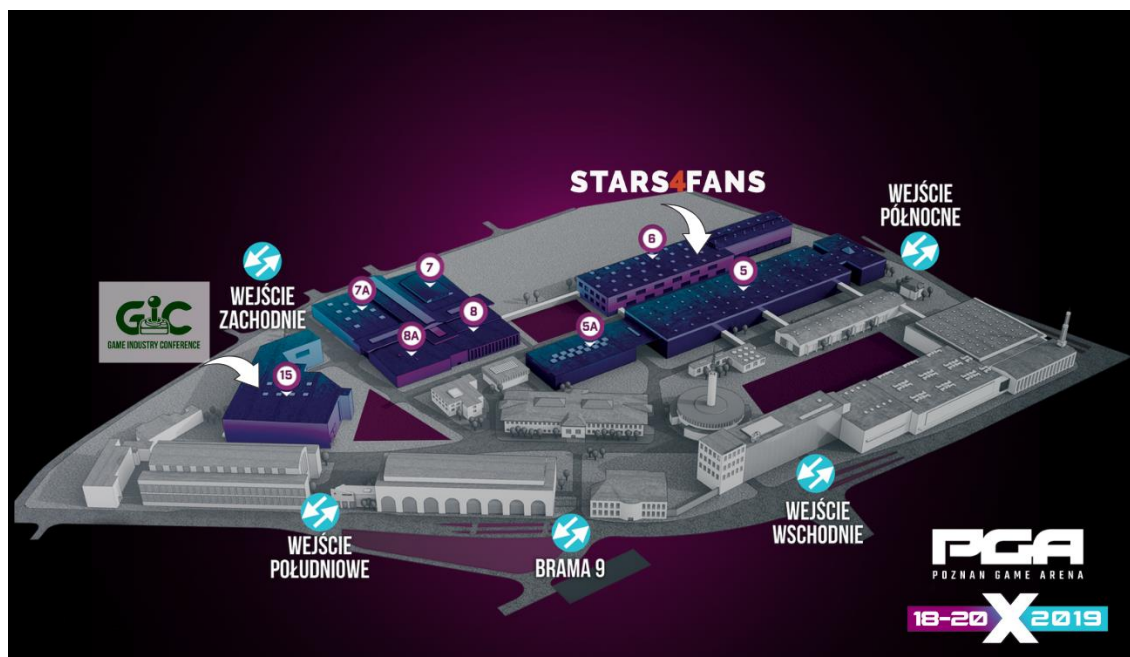 STARS4FANS
WEJŚCIE
PÓŁNOCNE
6
7
5
WEJŚCIE
ZACHODNIE
7A
8
8A
5A
GIC
GAME INDUSTRY CONFERENCE
15
WEJŚCIE
POŁUDNIOWE
BRAMA 9
WEJŚCIE
WSCHODNIE
PGA
POZNAN GAME ARENA
18-20 X 2019